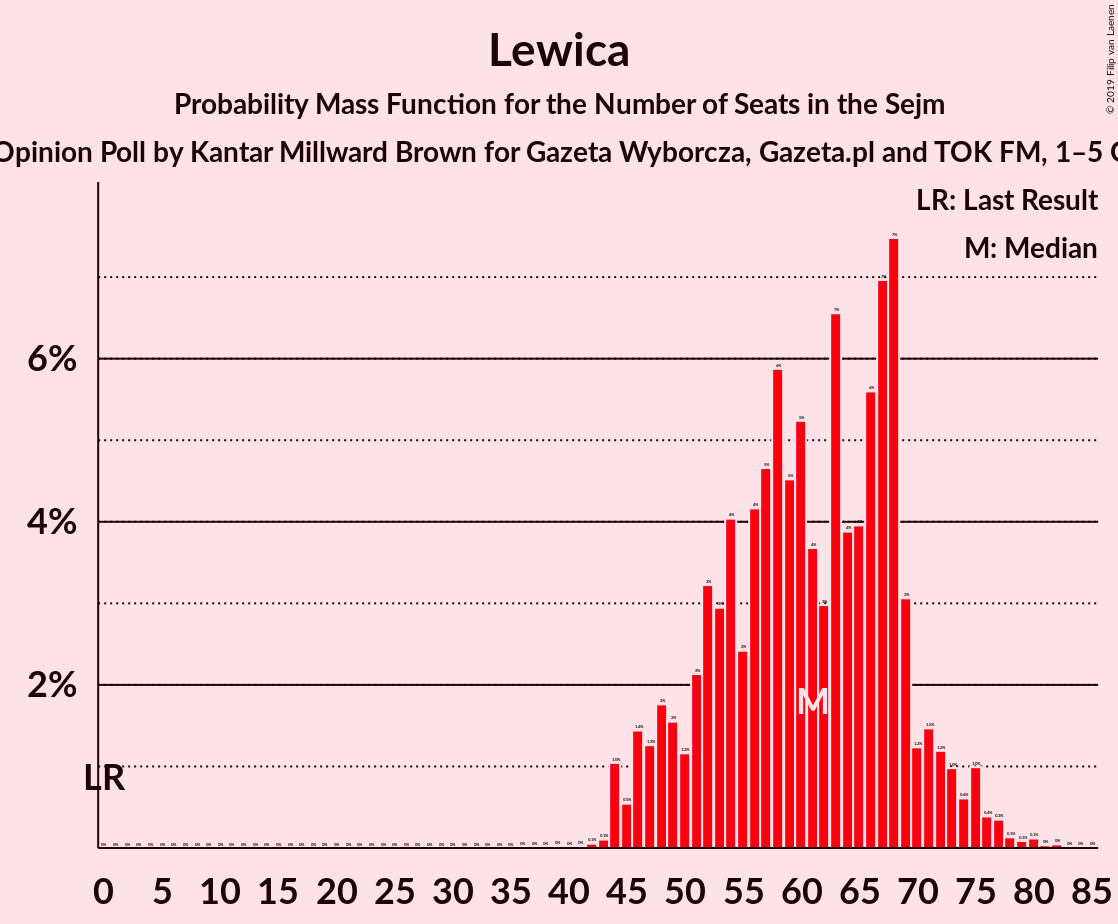 Lewica
Probability Mass Function for the Number of Seats in the Sejm
Opinion Poll by Kantar Millward Brown for Gazeta Wyborcza, Gazeta.pl and TOK FM, 1–5
© 2019 Filip van Laenen
LR: Last Result
M: Median
6%
4%
2%
LR
M
0 5 10 15 20 25 30 35 40 45 50 55 60 65 70 75 80 85